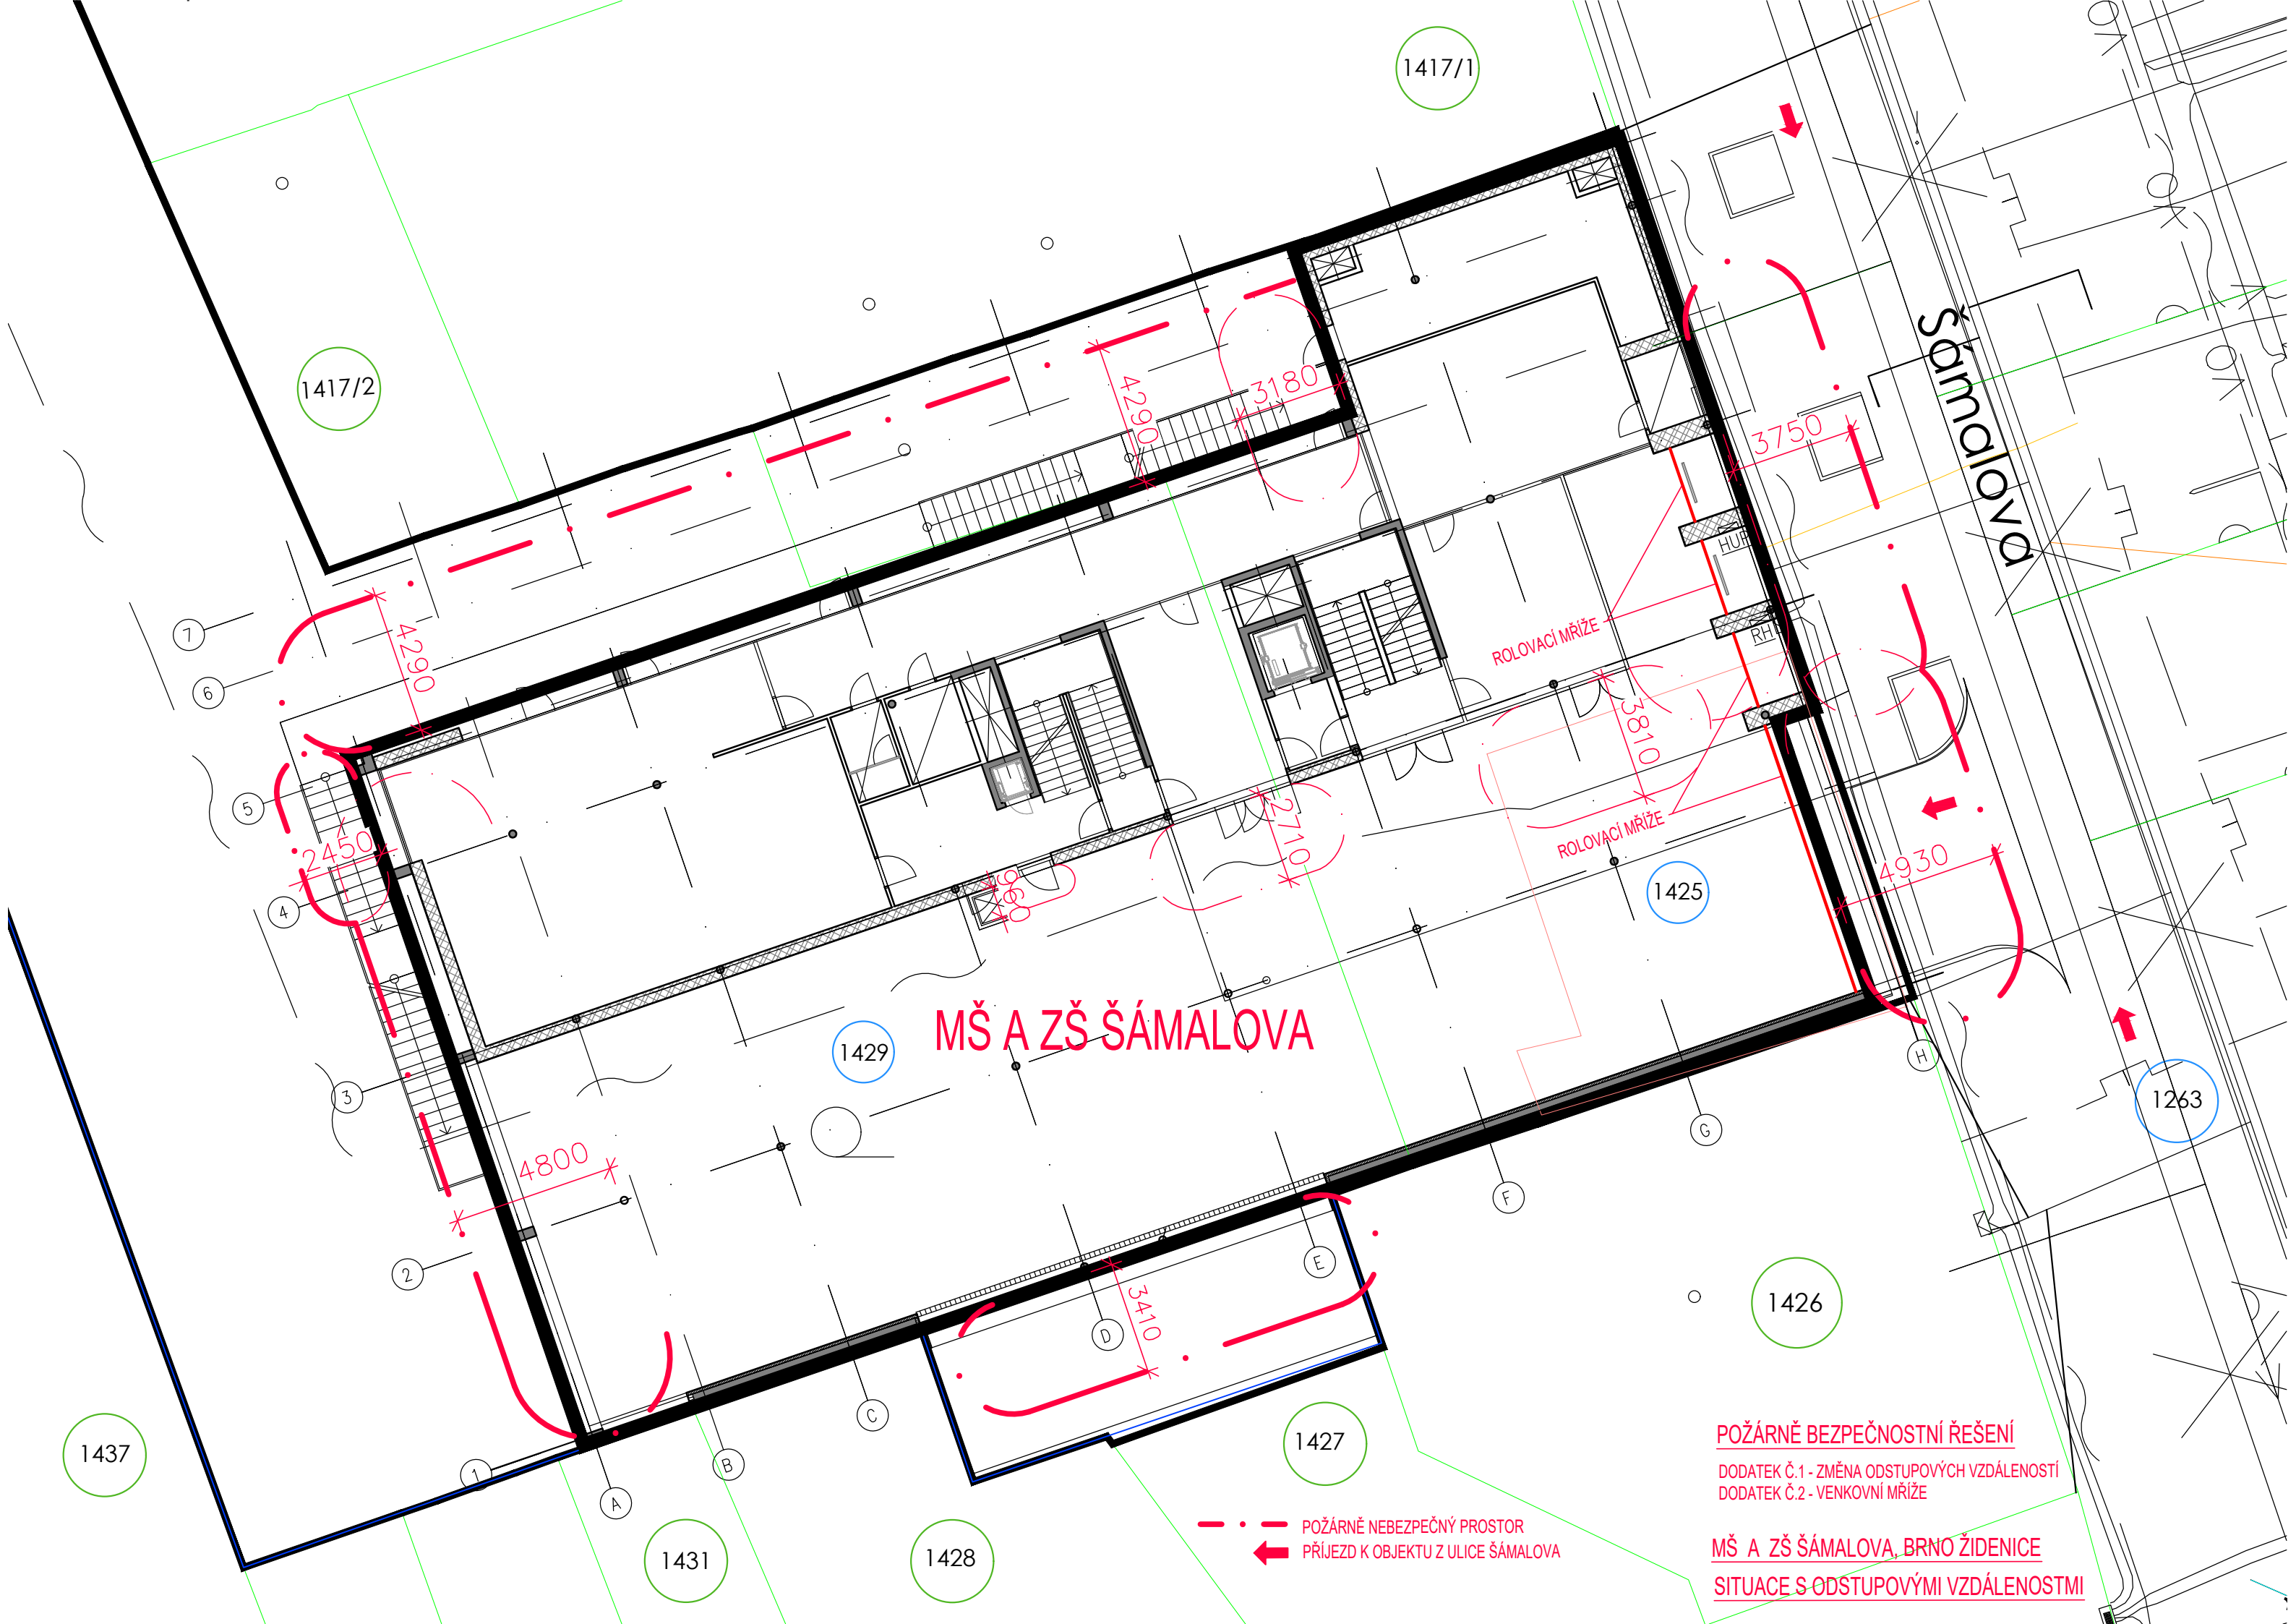 1417/1
1417/2
Šámalova
3180
4290
3750
HUP
7
6
4290
ROLOVACÍ MŘÍŽE
RH
3810
5
2450
2710
ROLOVACÍ MŘÍŽE
4
960
1425
4930
MŠ A ZŠ ŠÁMALOVA
1429
3
H
1263
G
4800
F
2
E
D
3410
1426
C
B
1
A
1437
1427
1431
1428
POŽÁRNĚ NEBEZPEČNÝ PROSTOR
PŘÍJEZD K OBJEKTU Z ULICE ŠÁMALOVA
POŽÁRNĚ BEZPEČNOSTNÍ ŘEŠENÍ
DODATEK Č.1 - ZMĚNA ODSTUPOVÝCH VZDÁLENOSTÍ
DODATEK Č.2 - VENKOVNÍ MŘÍŽE
MŠ A ZŠ ŠÁMALOVA, BRNO ŽIDENICE
SITUACE S ODSTUPOVÝMI VZDÁLENOSTMI